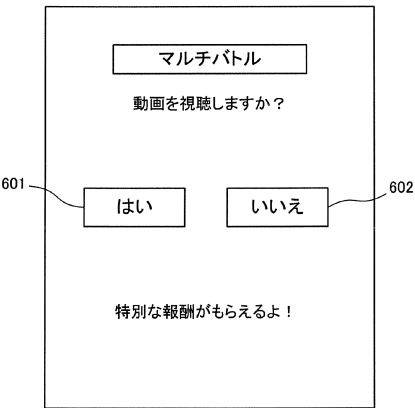 マルチバトル
動画を視聴しますか？
601
はい
いいえ
602
特別な報酬がもらえるよ！